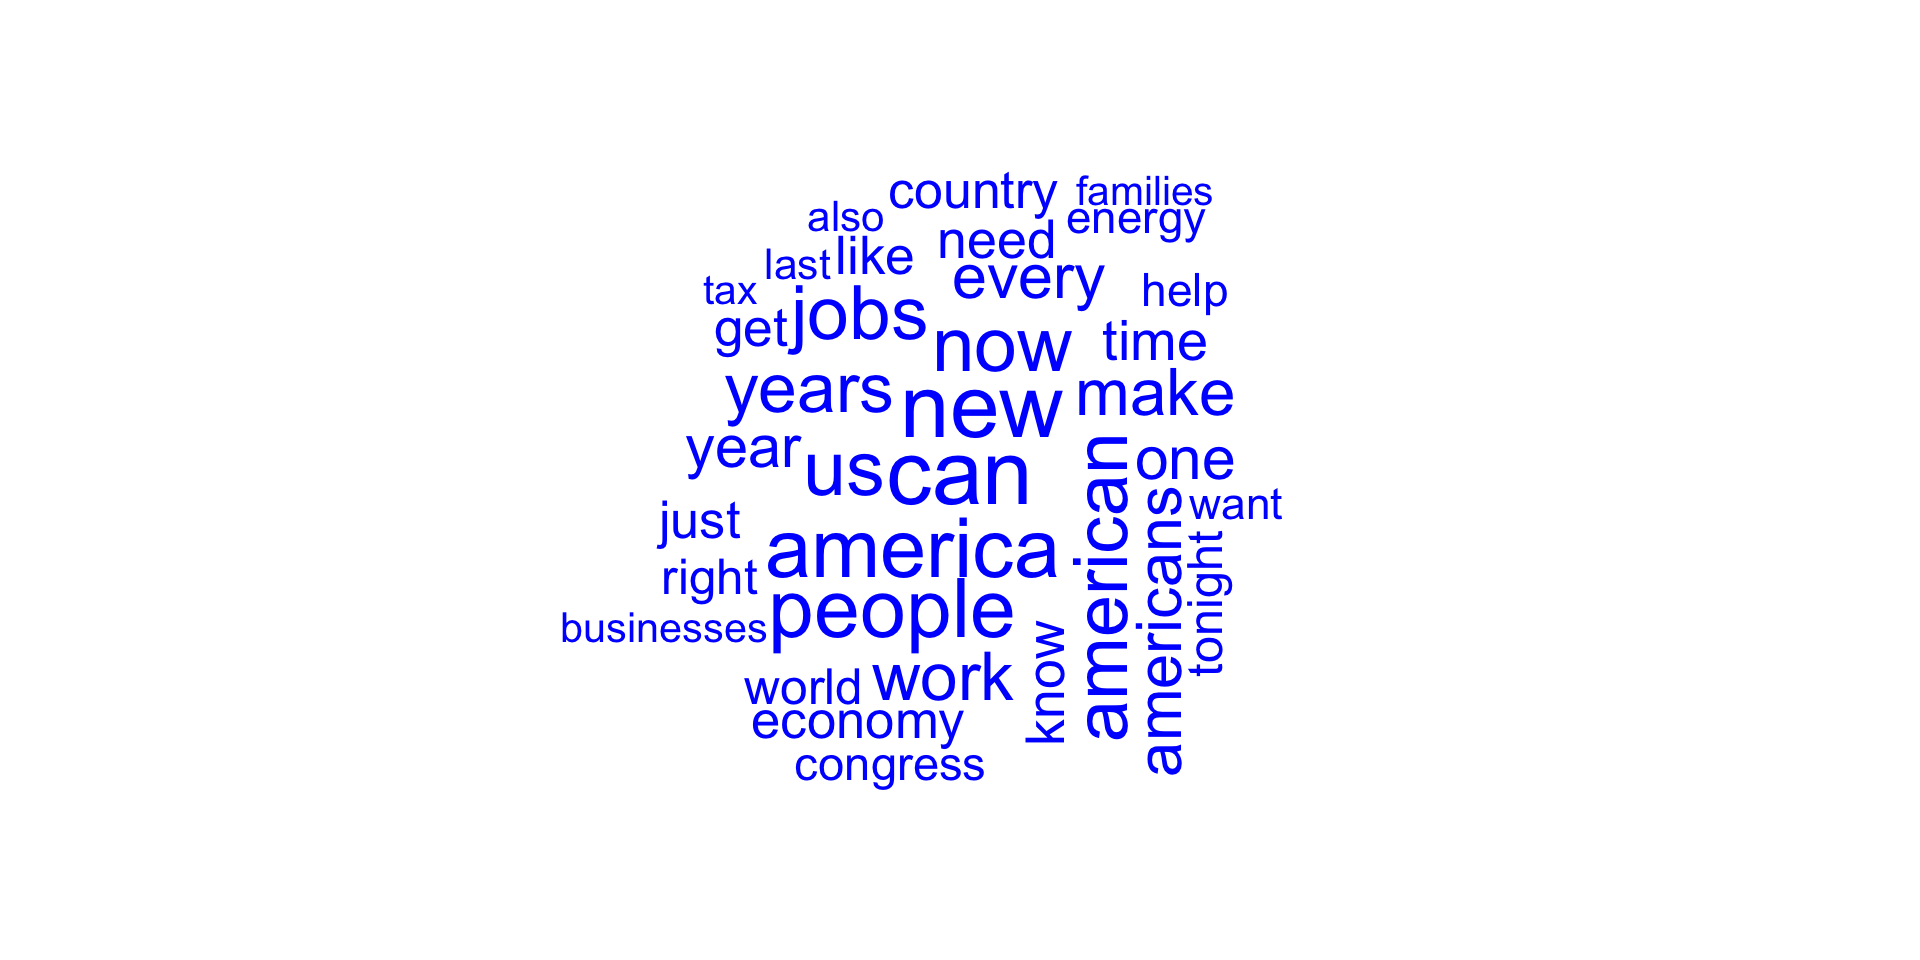 country
families
also
energy
need
like
last
every
tax
help
jobs
get
now
time
years
new
make
year
us
can
one
american
want
americans
just
america
tonight
right
people
businesses
know
world
work
economy
congress